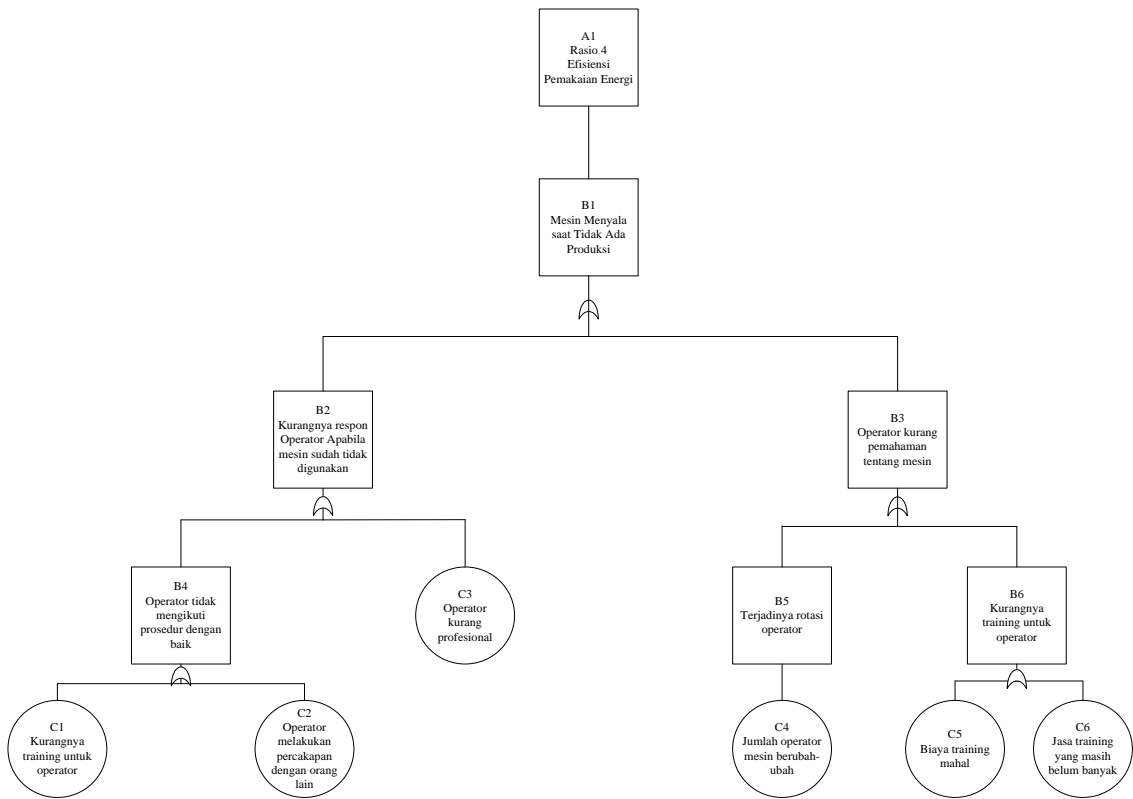 A1
Rasio 4
Efisiensi
Pemakaian Energi
B1
Mesin Menyala
saat Tidak Ada
Produksi
B2
Kurangnya respon
Operator Apabila
mesin sudah tidak
digunakan
B3
Operator kurang
pemahaman
tentang mesin
B4
Operator tidak
mengikuti
prosedur dengan
baik
C3
Operator
kurang
profesional
B5
Terjadinya rotasi
operator
B6
Kurangnya
training untuk
operator
C1
Kurangnya
training untuk
operator
C2
Operator
melakukan
percakapan
dengan orang
lain
C4
Jumlah operator
mesin berubah-
ubah
C5
Biaya training
mahal
C6
Jasa training
yang masih
belum banyak